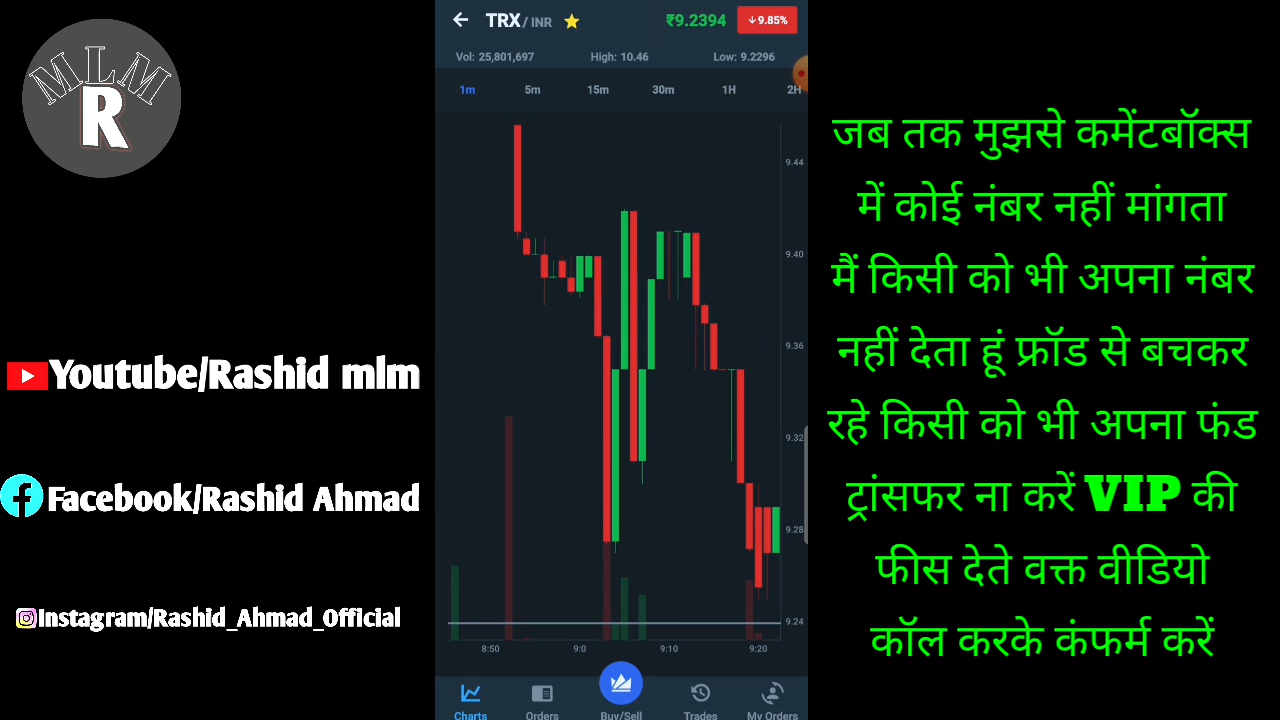 MLM
R
Youtube/Rashid mlm
Facebook/Rashid Ahmad
Instagram/Rashid_Ahmad_Official
TRX/ INR
₹9.2394
9.85%
Vol: 25,801,697
High: 10.46
Low: 9.2296
1m 5m 15m 30m 1H 2H
9.44
9.40
9.36
9.32
9.28
9.24
8:50 9:0 9:10 9:20
Charts Orders Buy/Sell Trades My Orders
जब तक मुझसे कमेंटबॉक्स
में कोई नंबर नहीं मांगता
मैं किसी को भी अपना नंबर
नहीं देता हूं फ्रॉड से बचकर
रहे किसी को भी अपना फंड
ट्रांसफर ना करें VIP की
फीस देते वक्त वीडियो
कॉल करके कंफर्म करें